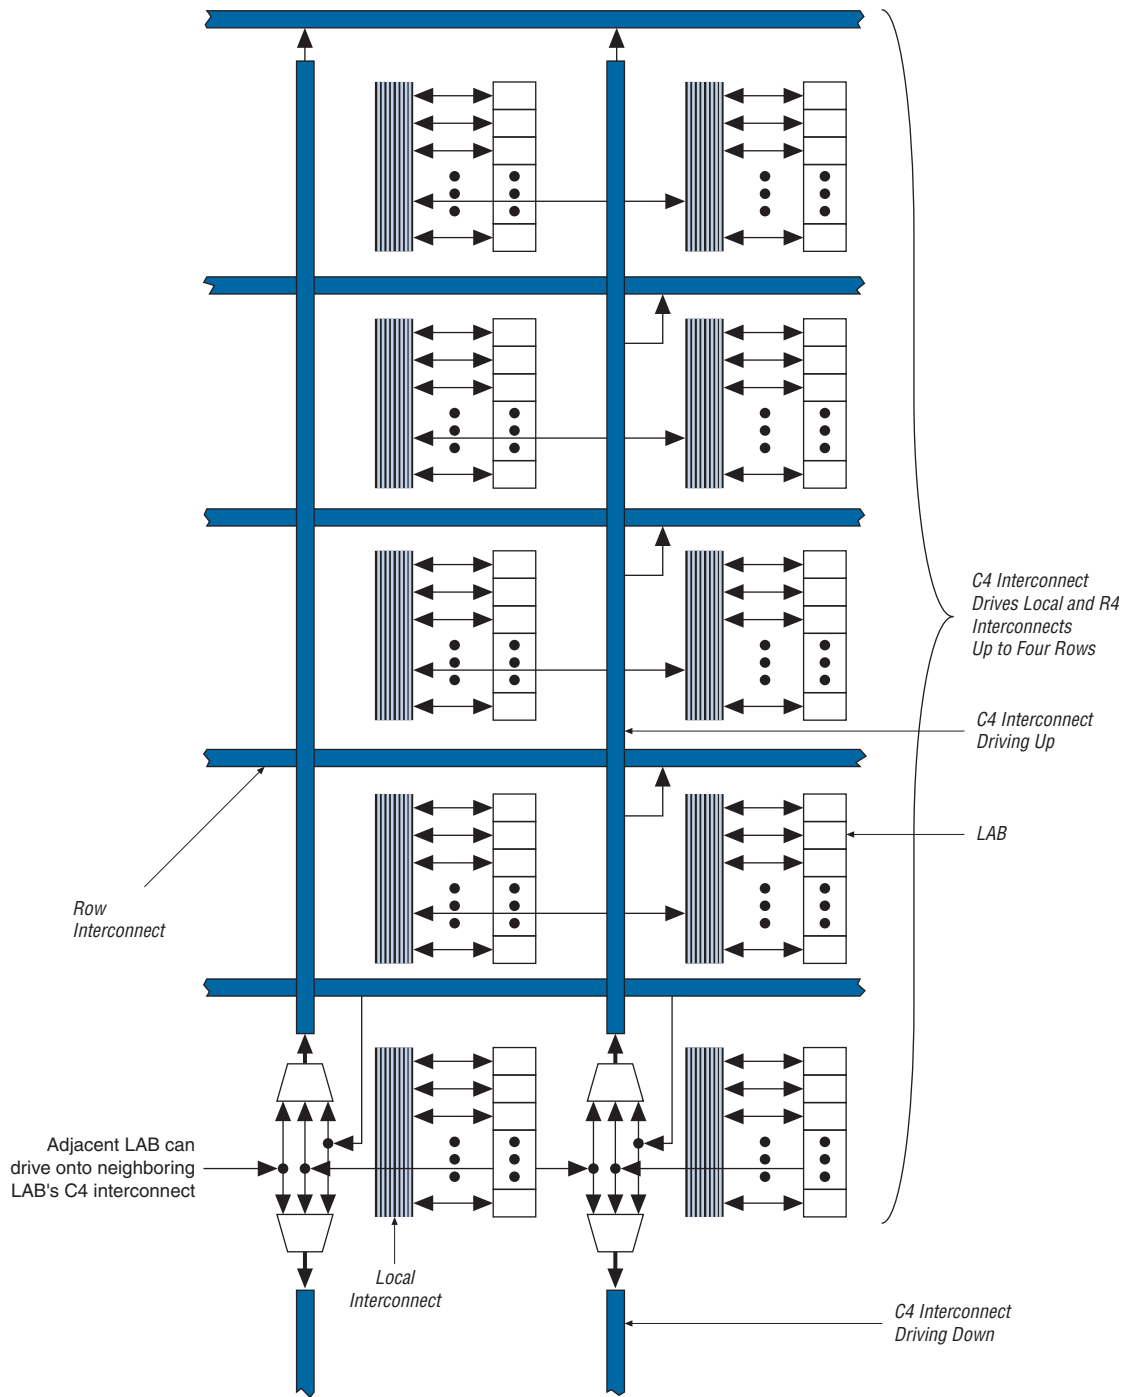 C4 Interconnect
Drives Local and R4
Interconnects
Up to Four Rows
C4 Interconnect
Driving Up
LAB
Row
Interconnect
Adjacent LAB can
drive onto neighboring
LAB's C4 interconnect
Local
Interconnect
C4 Interconnect
Driving Down